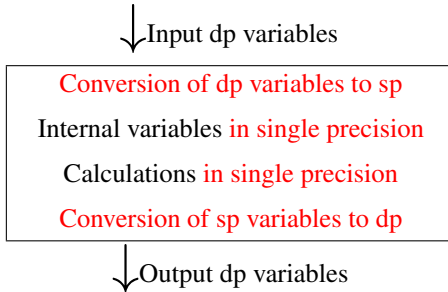 Input dp variables
Conversion of dp variables to sp
Internal variables in single precision
Calculations in single precision
Conversion of sp variables to dp
Output dp variables